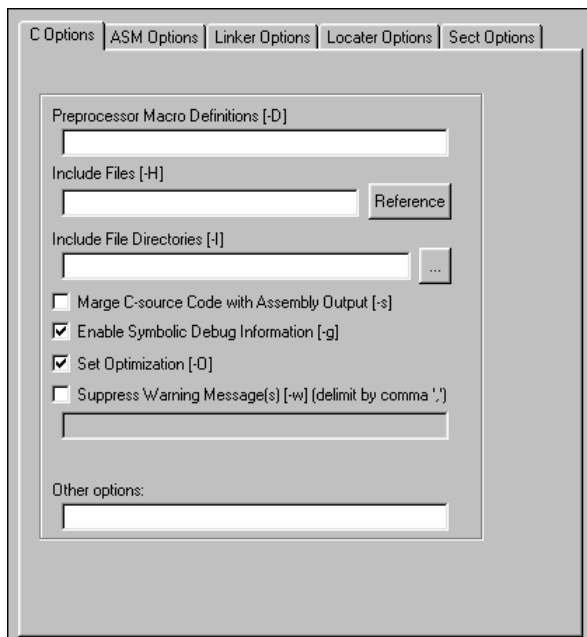 C Options ASM Options Linker Options Locater Options Sect Options
Preprocessor Macro Definitions [-D]
Include Files [-H]
Reference
Include File Directories [-I]
...
Marge C-source Code with Assembly Output [-s]
Enable Symbolic Debug Information [-g]
Set Optimization [-O]
Suppress Warning Message(s) [-w] (delimit by comma ',')
Other options: